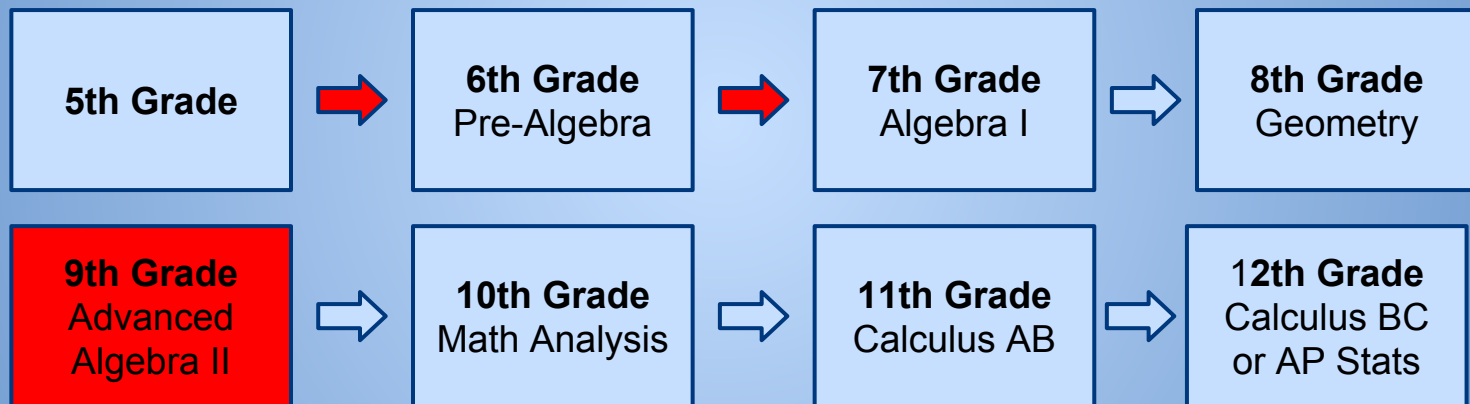 5th Grade
6th Grade
Pre-Algebra
7th Grade
Algebra I
8th Grade
Geometry
9th Grade
Advanced
Algebra II
10th Grade
Math Analysis
11th Grade
Calculus AB
12th Grade
Calculus BC
or AP Stats